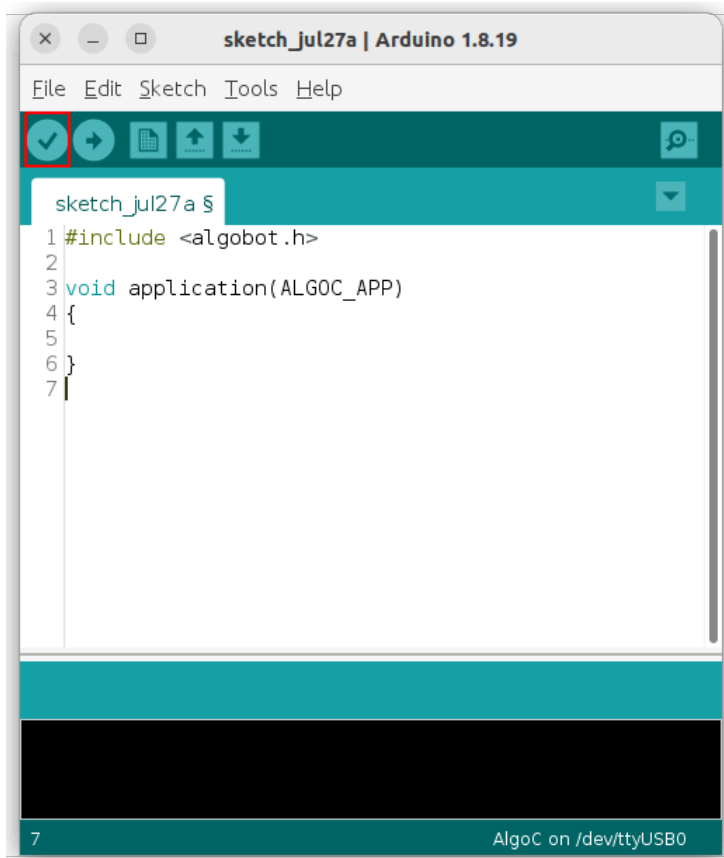 sketch_jul27a | Arduino 1.8.19
File Edit Sketch Tools Help
sketch_jul27a §
1 #include <algobot.h>
2
3 void application(ALGOC_APP)
4 {
5
6 }
7
7 AlgoC on /dev/ttyUSB0